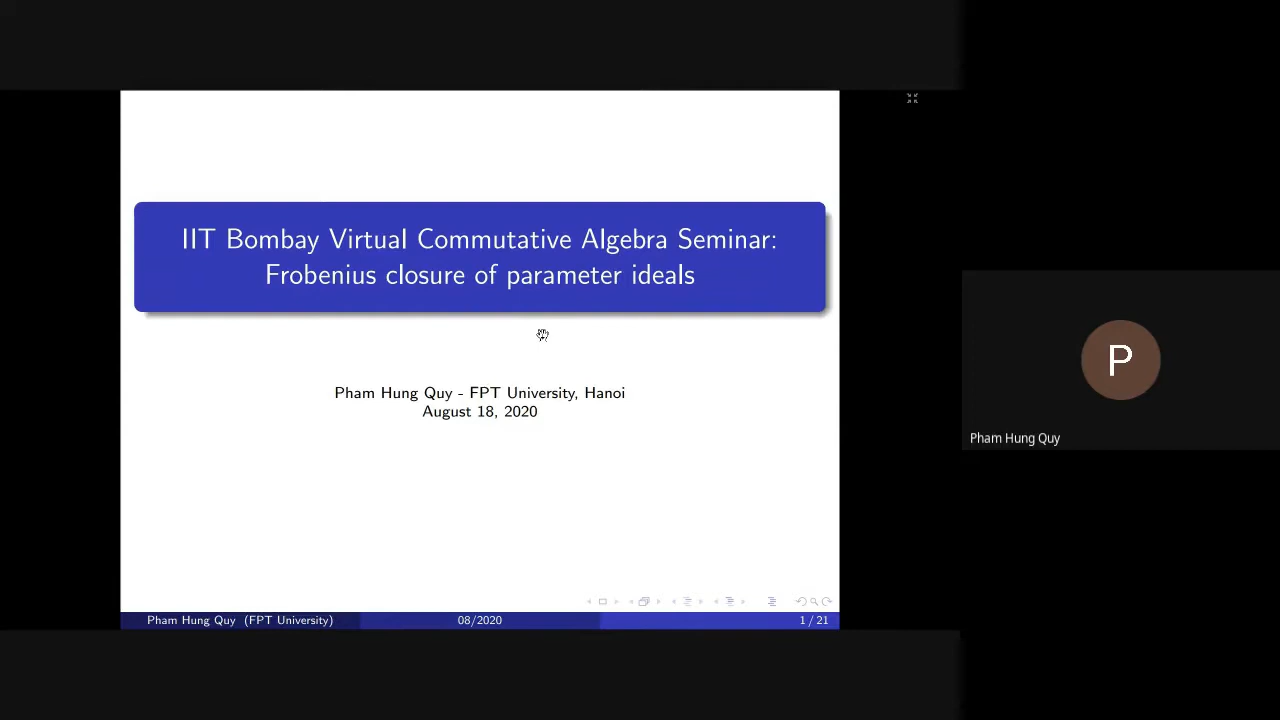 IIT Bombay Virtual Commutative Algebra Seminar:
Frobenius closure of parameter ideals
Pham Hung Quy - FPT University, Hanoi
August 18, 2020
P
Pham Hung Quy
Pham Hung Quy (FPT University)
08/2020
1 / 21